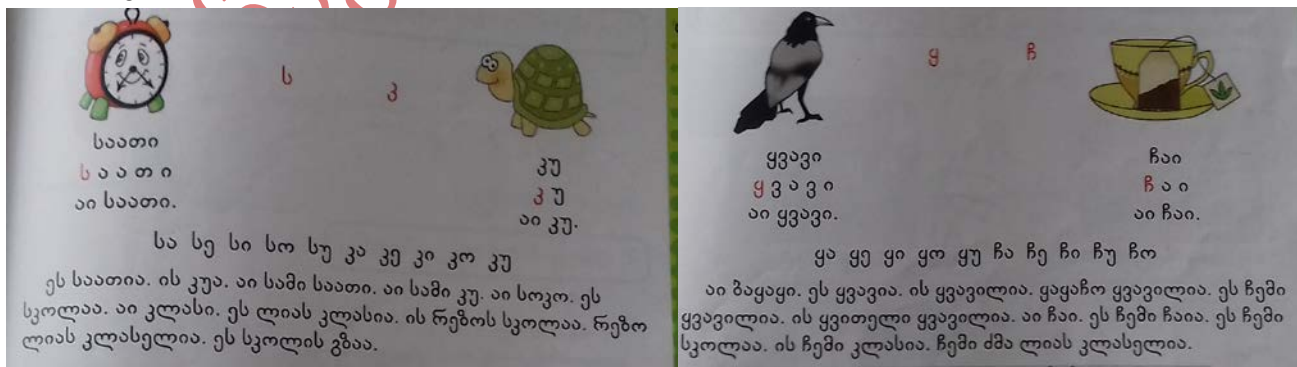 ს
კ
საათი
ს ა ა თ ი
აი საათი.
კუ
კ უ
აი კუ.
სა სე სი სო სუ კა კე კი კო კუ
ეს საათია. ის კუა. აი სამი საათი. აი სამი კუ. აი სოკო. ეს
სკოლაა. აი კლასი. ეს ლიას კლასია. ის რეზოს სკოლაა. რეზო
ლიას კლასელია. ეს სკოლის გზაა.
ყ
ჩ
ყვავი
ყ ვ ა ვ ი
აი ყვავი.
ჩაი
ჩ ა ი
აი ჩაი.
ყა ყე ყი ყო ყუ ჩა ჩე ჩი ჩუ ჩო
აი ბაყაყი. ეს ყვავია. ის ყვავილია. ყაყაჩო ყვავილია. ეს ჩემი
ყვავილია. ის ყვითელი ყვავილია. აი ჩაი. ეს ჩემი ჩაია. ეს ჩემი
სკოლაა. ის ჩემი კლასია. ჩემი ძმა ლიას კლასელია.